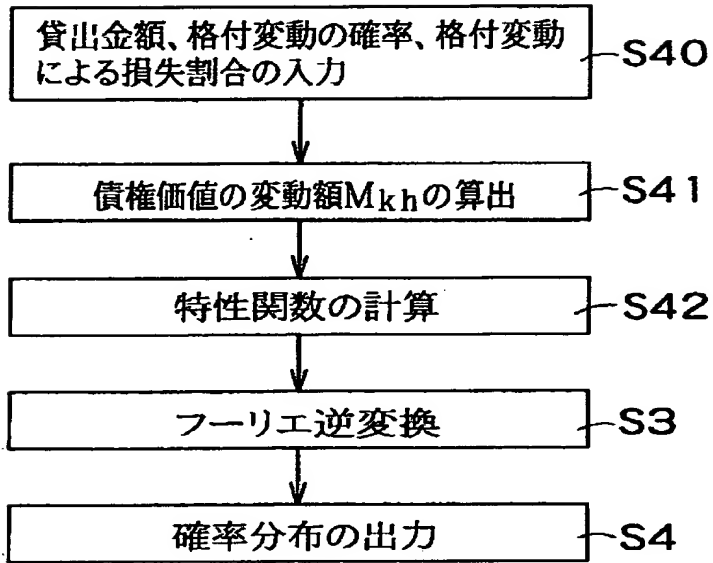 貸出金額、格付変動の確率、格付変動
による損失割合の入力
S40
債権価値の変動額Mkhの算出
S41
特性関数の計算
S42
フーリエ逆変換
S3
確率分布の出力
S4